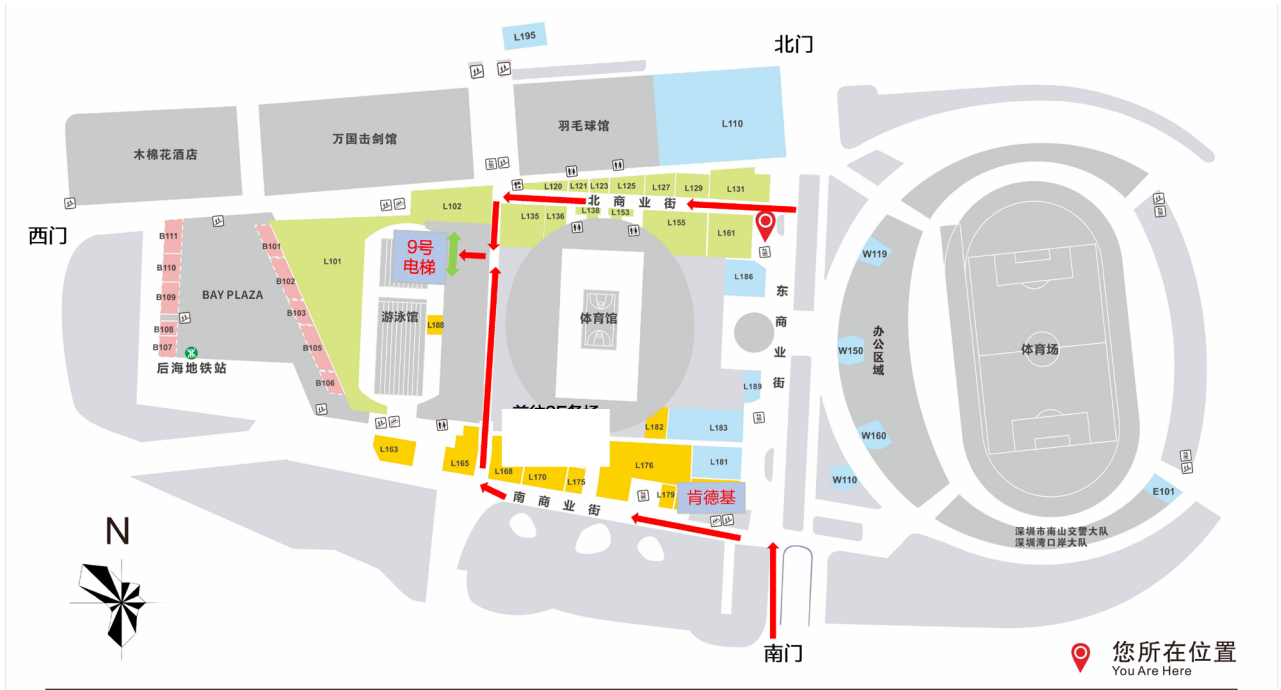 L195
北门
木棉花酒店
万国击剑馆
羽毛球馆
L110
L102
L120
L121
L123
L125
L127
L129
L131
北商业街
L135
L136
L138
L153
L155
L161
西门
B111
B110
B109
B108
B107
BAY PLAZA
后海地铁站
B101
B102
B103
B105
B106
L101
9号
电梯
游泳馆
L188
体育馆
L186
东商业街
L189
W119
W150
W160
W110
办公区域
体育场
L163
L165
L168
L170
L175
L176
L182
L183
L181
L179
肯德基
南商业街
E101
深圳市南山交警大队
深圳湾口岸大队
N
南门
您所在位置
You Are Here